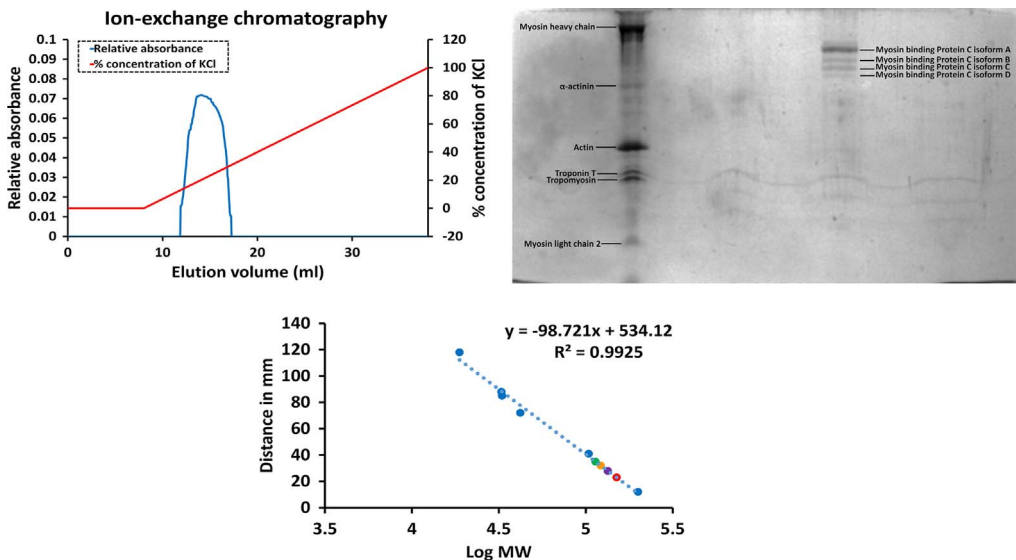 Ion-exchange chromatography
Relative absorbance
% concentration of KCl
0.1
0.09
0.08
0.07
0.06
0.05
0.04
0.03
0.02
0.01
0
Relative absorbance
120
100
80
60
40
20
0
-20
% concentration of KCl
0
10
20
30
Elution volume (ml)
Myosin heavy chain
α-actinin
Actin
Troponin T
Tropomyosin
Myosin light chain 2
Myosin binding Protein C isoform A
Myosin binding Protein C isoform B
Myosin binding Protein C isoform C
Myosin binding Protein C isoform D
y = -98.721x + 534.12
R² = 0.9925
140
120
100
80
60
40
20
0
Distance in mm
3.5
4
4.5
5
5.5
Log MW